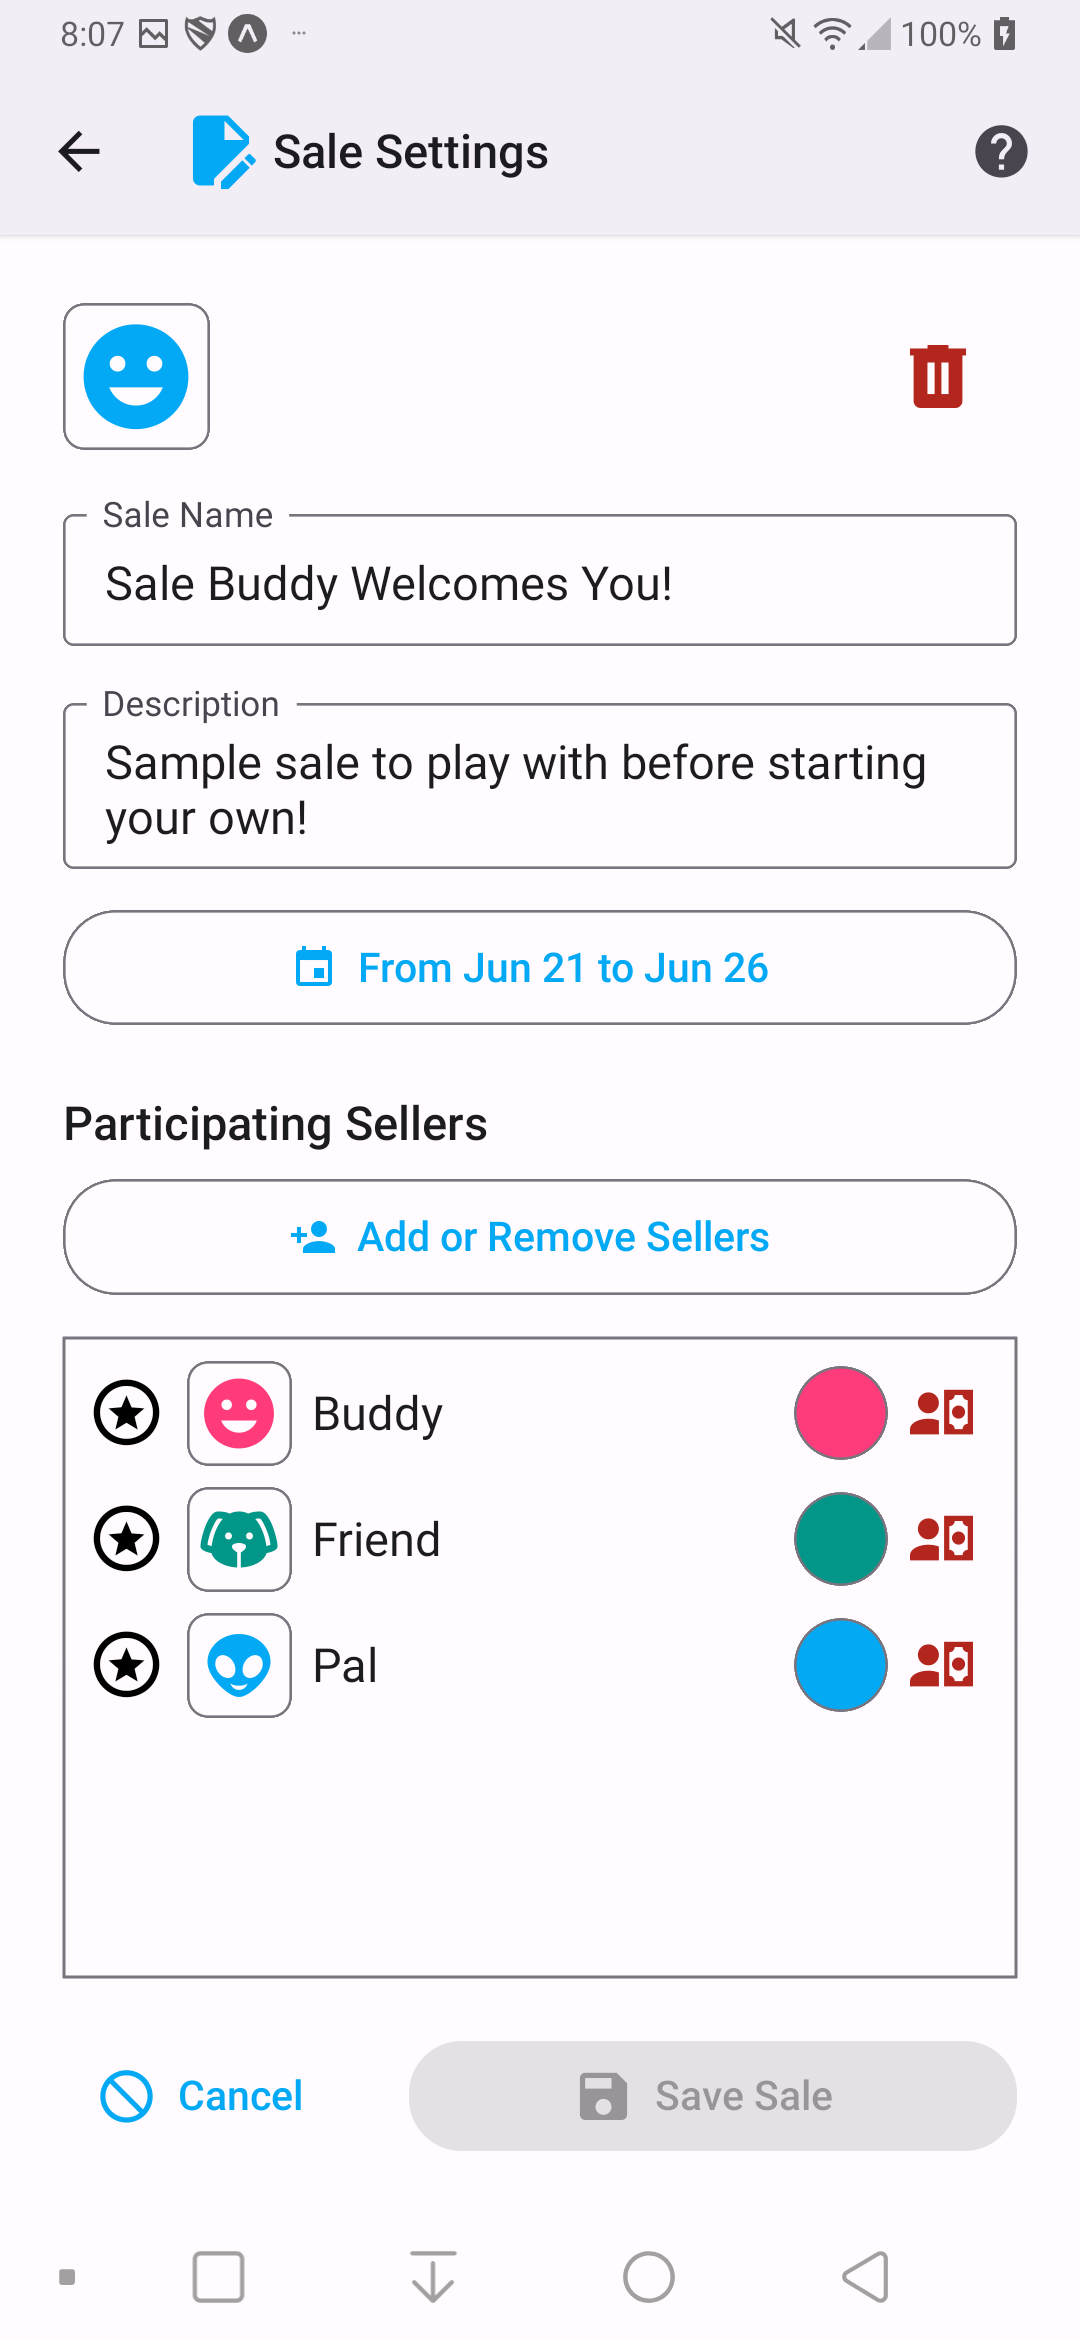 8:07
100%
Sale Settings
Sale Name
Sale Buddy Welcomes You!
Description
Sample sale to play with before starting
your own!
From Jun 21 to Jun 26
Participating Sellers
Add or Remove Sellers
Buddy
Friend
Pal
Cancel
Save Sale